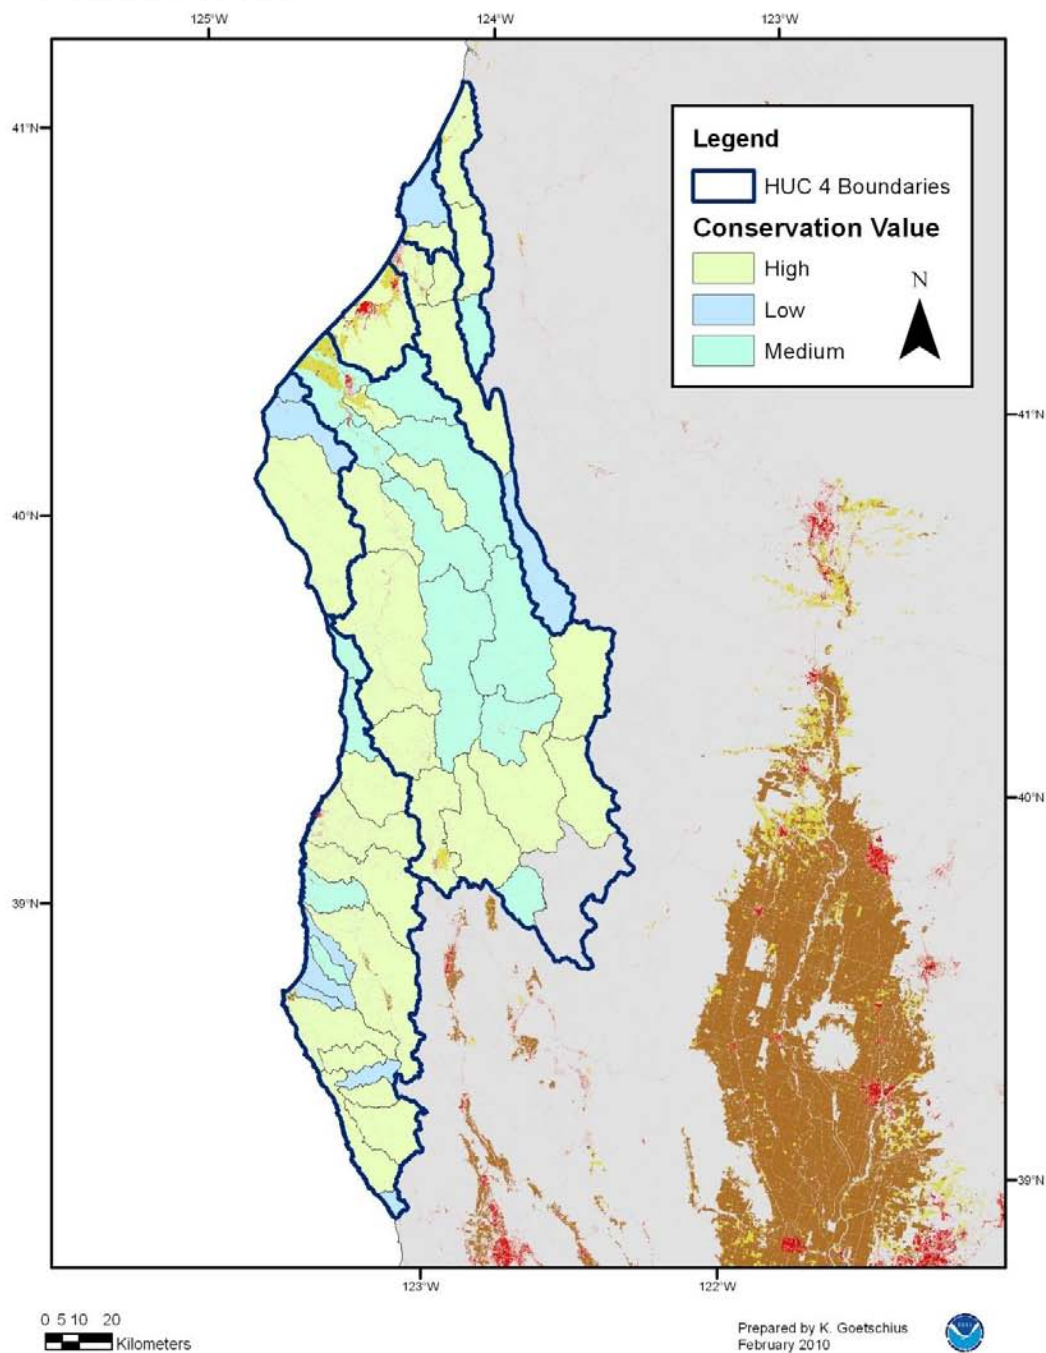 125°W 124°W 123°W
41°N
41°N
40°N
40°N
39°N
39°N
Legend
HUC 4 Boundaries
Conservation Value
High
Low
Medium
N
123°W 122°W
0 5 10 20
Kilometers
Prepared by K. Goetschius
February 2010